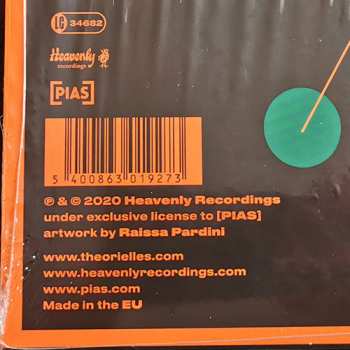 LC 34682
Heavenly
recordings
[PIAS]
5 400863 019273
℗ & © 2020 Heavenly Recordings
under exclusive license to [PIAS]
artwork by Raissa Pardini
www.theorielles.com
www.heavenlyrecordings.com
www.pias.com
Made in the EU